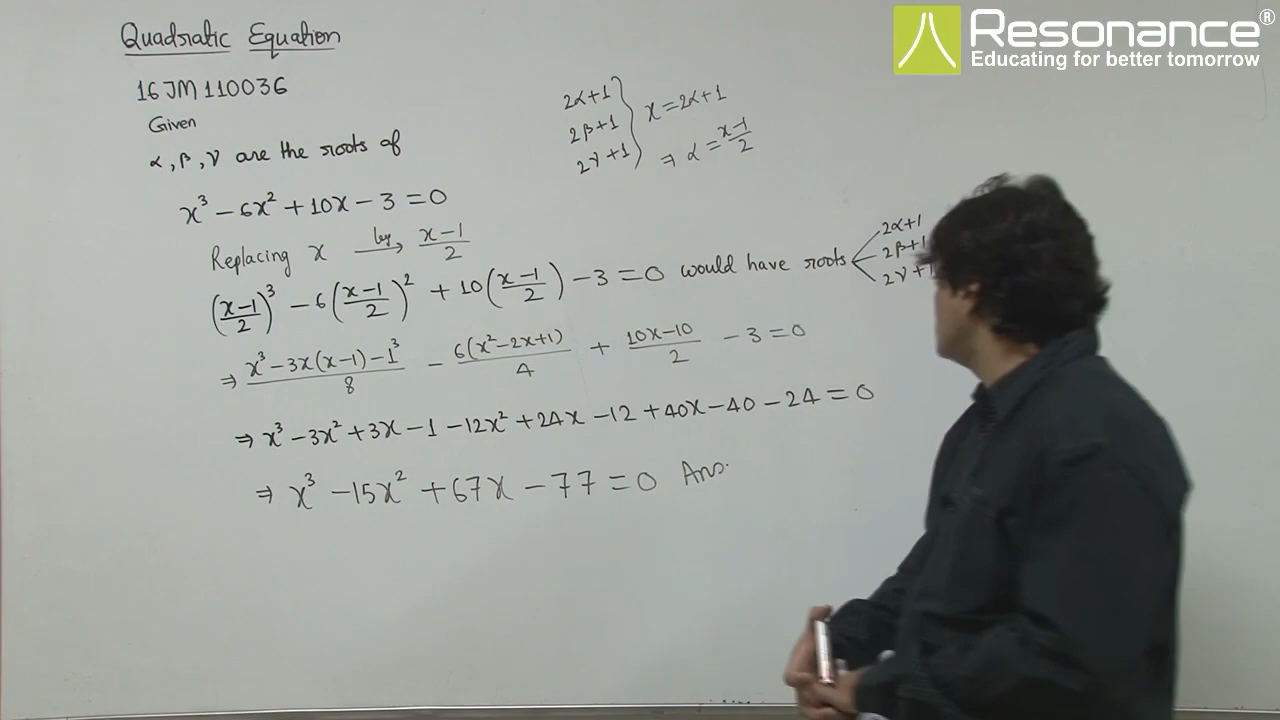 Resonance®
Educating for better tomorrow
Quadratic Equation
16JM110036
Given
α, β, γ are the roots of
x³ - 6x² + 10x - 3 = 0
2α+1
2β+1
2γ+1
x = 2α+1
⇒ α = (x-1)/2
Replacing x by, (x-1)/2
((x-1)/2)³ - 6((x-1)/2)² + 10((x-1)/2) - 3 = 0 would have roots
2α+1
2β+1
2γ+1
⇒ (x³ - 3x(x-1) - 1³)/8 - 6(x²-2x+1)/4 + (10x-10)/2 - 3 = 0
⇒ x³ - 3x² + 3x - 1 - 12x² + 24x - 12 + 40x - 40 - 24 = 0
⇒ x³ - 15x² + 67x - 77 = 0 Ans.